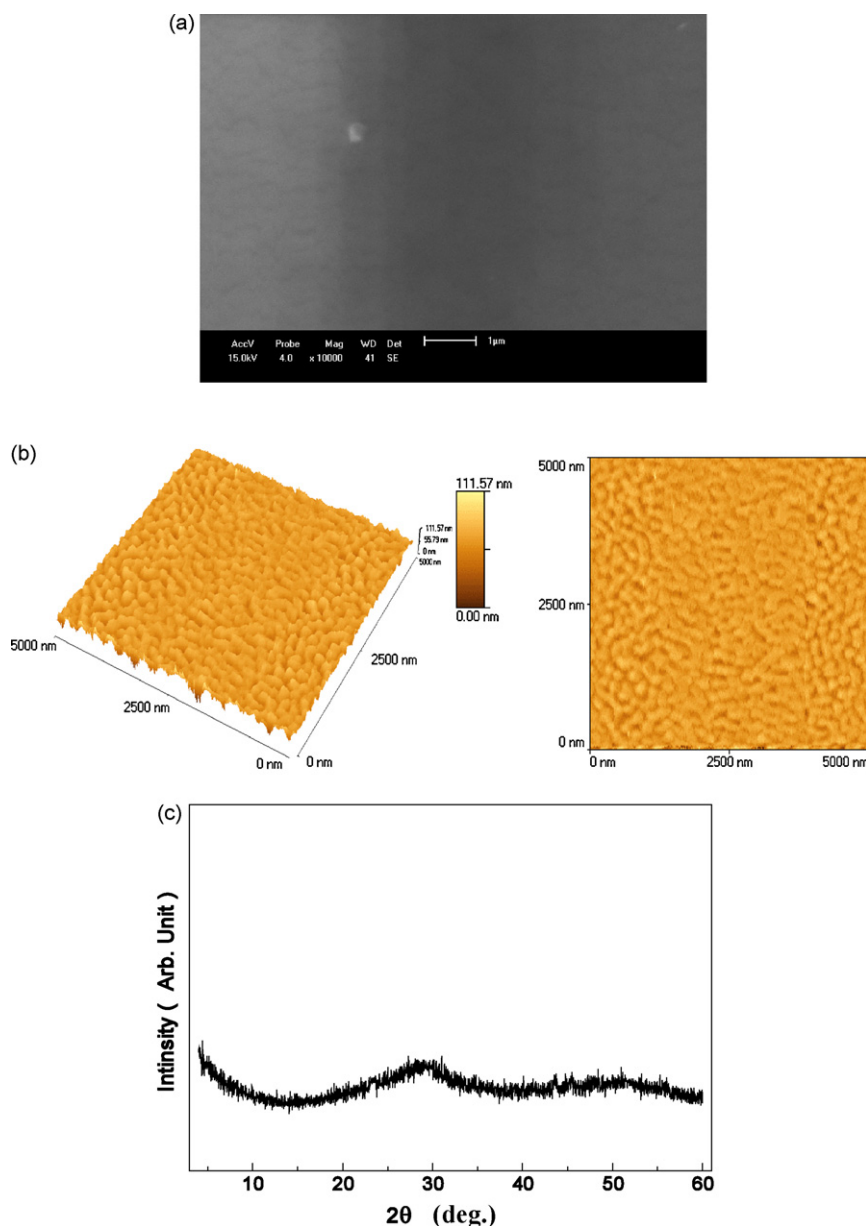 (a)
AccV Probe Mag WD Det 1µm
15.0kV 4.0 x 10000 41 SE
(b)
111.57 nm
0.00 nm
111.57 nm
55.79 nm
0 nm
5000 nm
2500 nm
0 nm
5000 nm
2500 nm
0 nm
5000 nm
2500 nm
0 nm
0 nm 2500 nm 5000 nm
(c)
Intinsity ( Arb. Unit )
10 20 30 40 50 60
2θ (deg.)